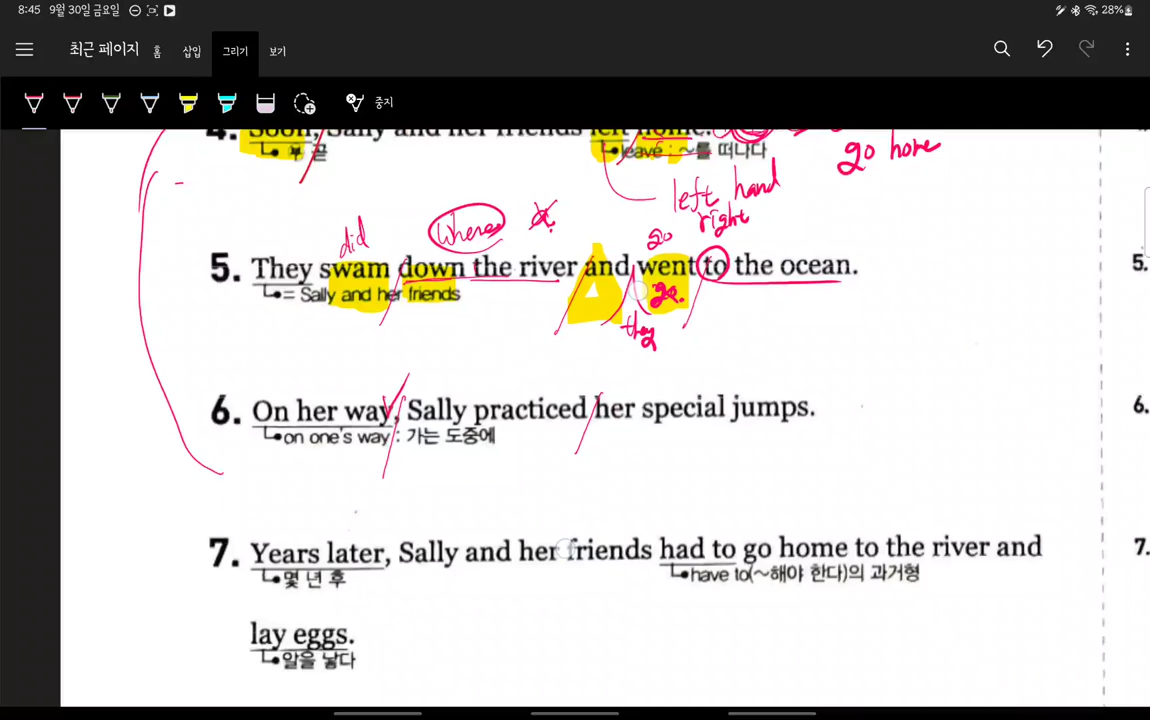 8:45 9월 30일 금요일 28%
최근 페이지 홈 삽입 그리기 보기
중지
4. Soon, Sally and her friends left home.
끝 leave : ~를 떠나다
go home
left hand
right
did where go
5. They swam down the river and went to the ocean.
= Sally and her friends
go
they
6. On her way, Sally practiced her special jumps.
on one's way : 가는 도중에
7. Years later, Sally and her friends had to go home to the river and
몇 년 후 have to(~해야 한다)의 과거형
lay eggs.
알을 낳다
5.
6.
7.